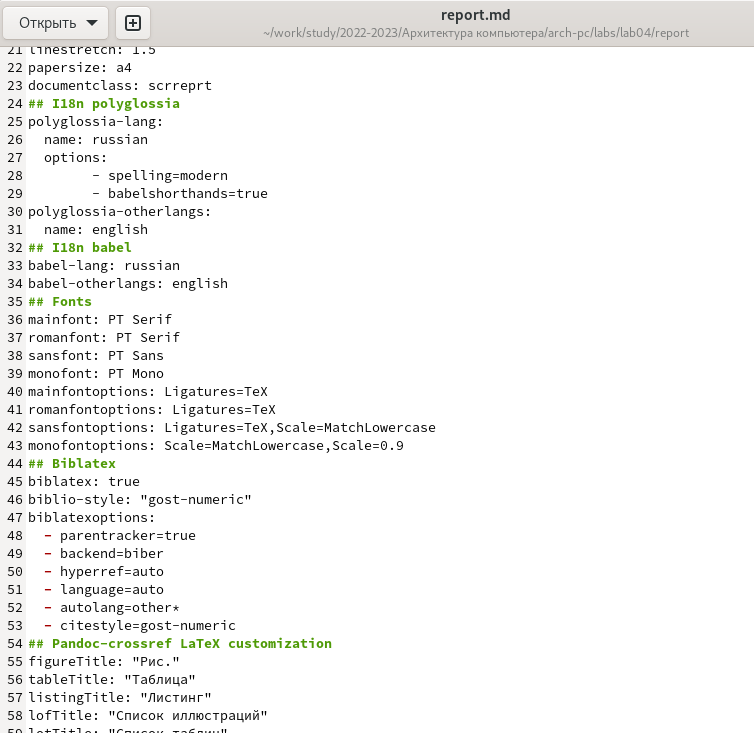 Открыть
report.md
~/work/study/2022-2023/Архитектура компьютера/arch-pc/labs/lab04/report
21 linestretch: 1.5
22 papersize: a4
23 documentclass: scrreprt
24 ## I18n polyglossia
25 polyglossia-lang:
26   name: russian
27   options:
28         - spelling=modern
29         - babelshorthands=true
30 polyglossia-otherlangs:
31   name: english
32 ## I18n babel
33 babel-lang: russian
34 babel-otherlangs: english
35 ## Fonts
36 mainfont: PT Serif
37 romanfont: PT Serif
38 sansfont: PT Sans
39 monofont: PT Mono
40 mainfontoptions: Ligatures=TeX
41 romanfontoptions: Ligatures=TeX
42 sansfontoptions: Ligatures=TeX,Scale=MatchLowercase
43 monofontoptions: Scale=MatchLowercase,Scale=0.9
44 ## Biblatex
45 biblatex: true
46 biblio-style: "gost-numeric"
47 biblatexoptions:
48   - parentracker=true
49   - backend=biber
50   - hyperref=auto
51   - language=auto
52   - autolang=other*
53   - citestyle=gost-numeric
54 ## Pandoc-crossref LaTeX customization
55 figureTitle: "Рис."
56 tableTitle: "Таблица"
57 listingTitle: "Листинг"
58 lofTitle: "Список иллюстраций"
59 lotTitle: "Список таблиц"